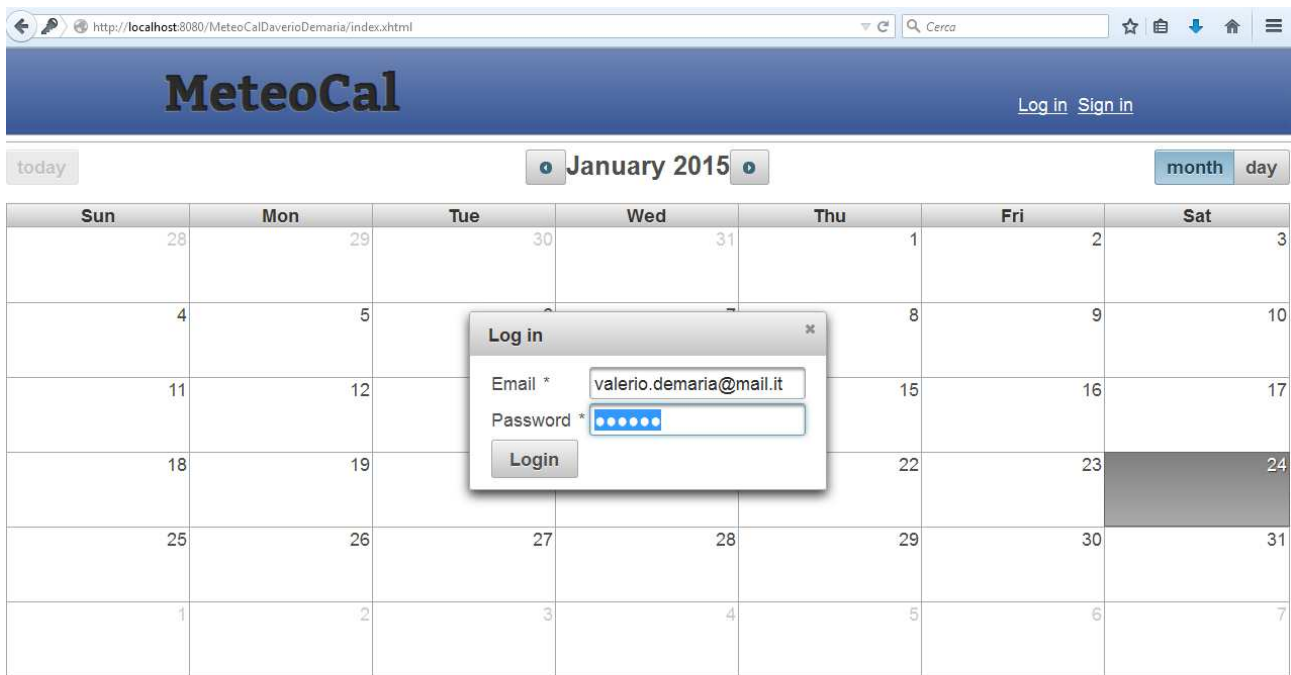 http://localhost:8080/MeteoCalDaverioDemaria/index.xhtml
Cerca
MeteoCal
Log in Sign in
today
January 2015
month day
Sun Mon Tue Wed Thu Fri Sat
28 29 30 31 1 2 3
4 5 8 9 10
Log in
Email * valerio.demaria@mail.it
Password * ●●●●●●
Login
11 12 15 16 17
18 19 22 23 24
25 26 27 28 29 30 31
1 2 3 4 5 6 7